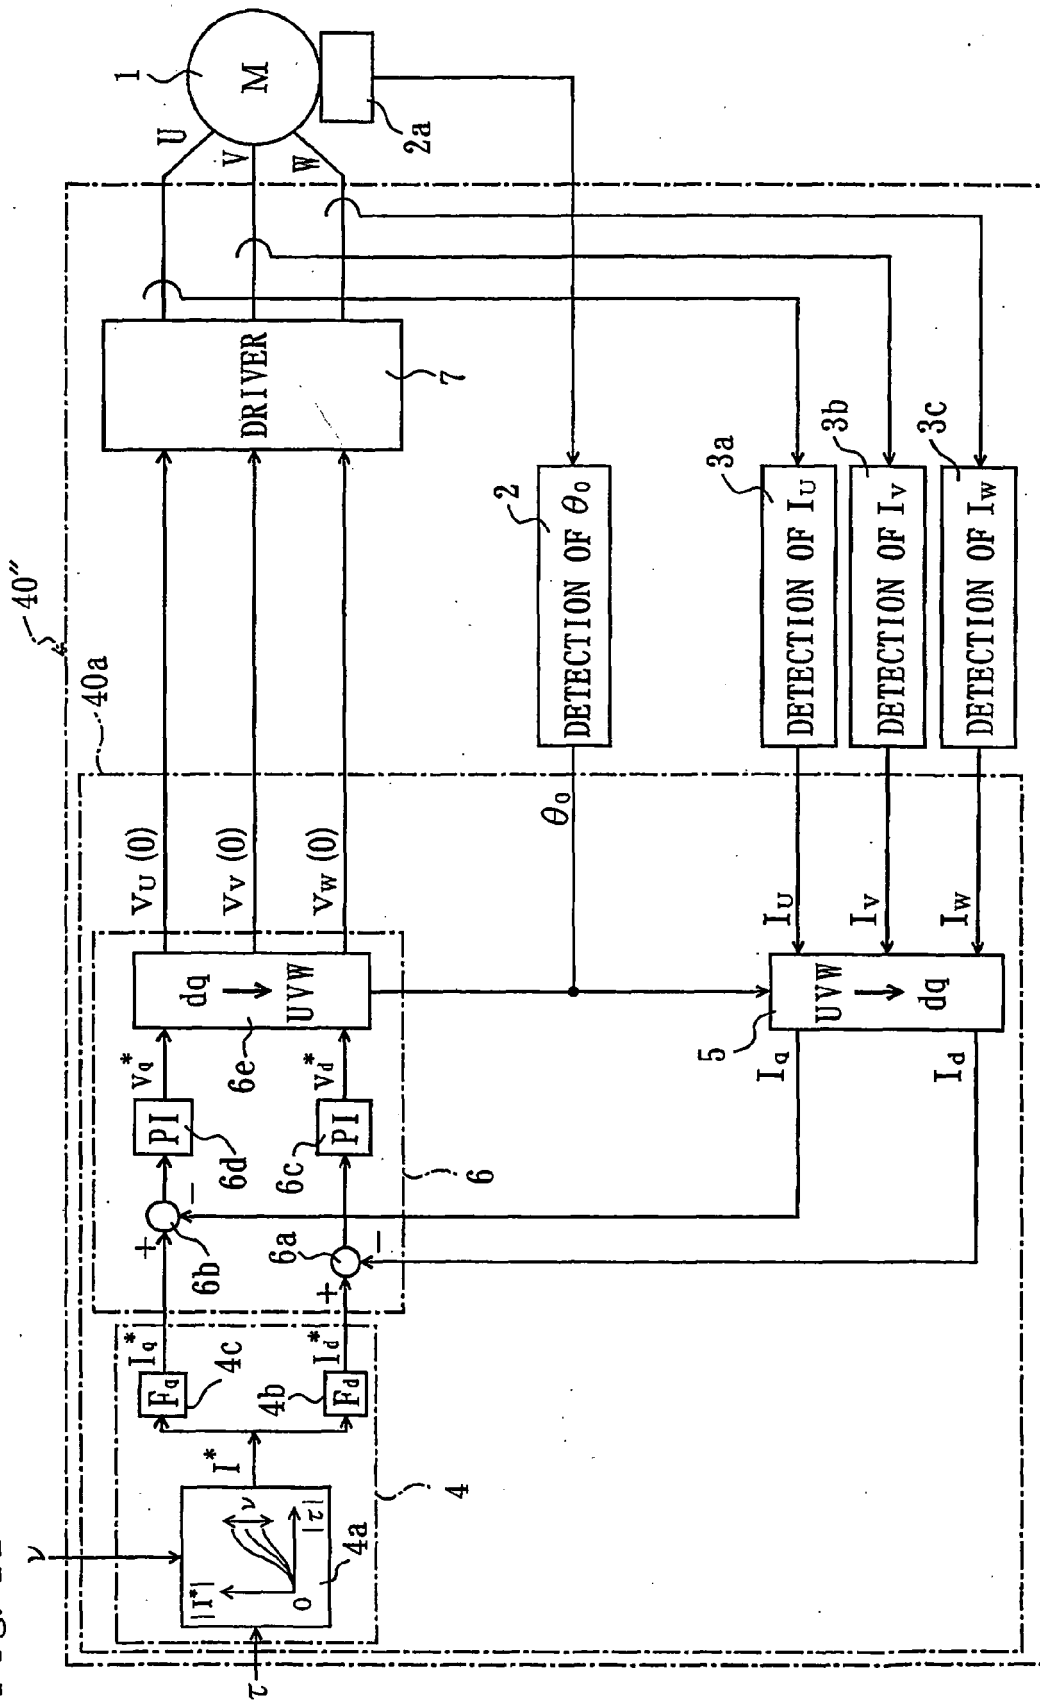 ν
τ
|I*|
ν
0
|τ|
4a
4
I*
Fq
4c
Fd
4b
Iq*
Id*
+
6b
−
+
6a
−
PI
6d
6c
PI
6
Vq*
Vd*
6e
dq
UVW
VU (0)
VV (0)
VW (0)
40a
40″
DRIVER
7
U
V
W
1
M
2a
2
DETECTION OF θ0
θ0
3a
DETECTION OF IU
3b
DETECTION OF IV
3c
DETECTION OF IW
IU
IV
IW
5
UVW
dq
Iq
Id